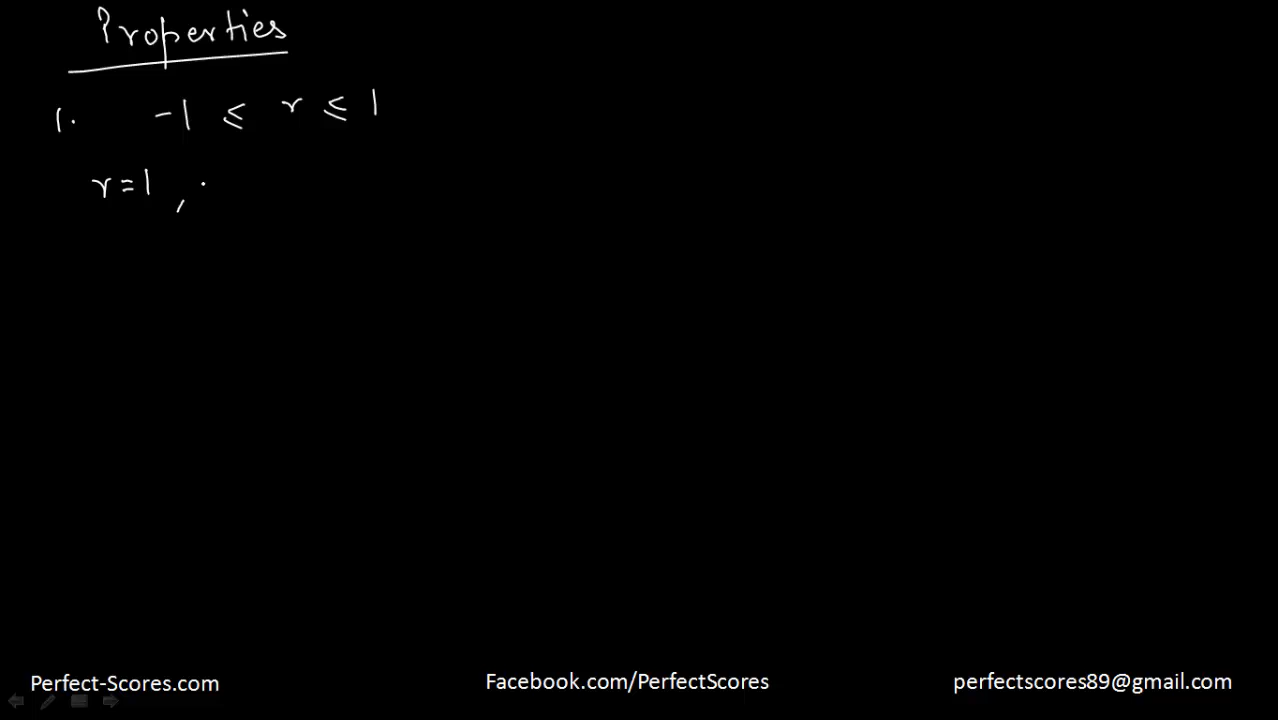 Properties
1. -1 ≤ r ≤ 1
r=1 ,
Perfect-Scores.com
Facebook.com/PerfectScores
perfectscores89@gmail.com